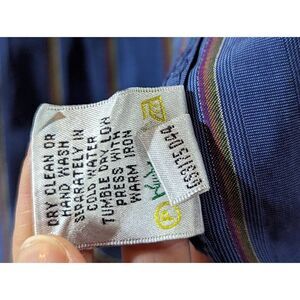 DRY CLEAN OR
HAND WASH
SEPARATELY IN
COLD WATER
TUMBLE DRY LOW
PRESS WITH
WARM IRON